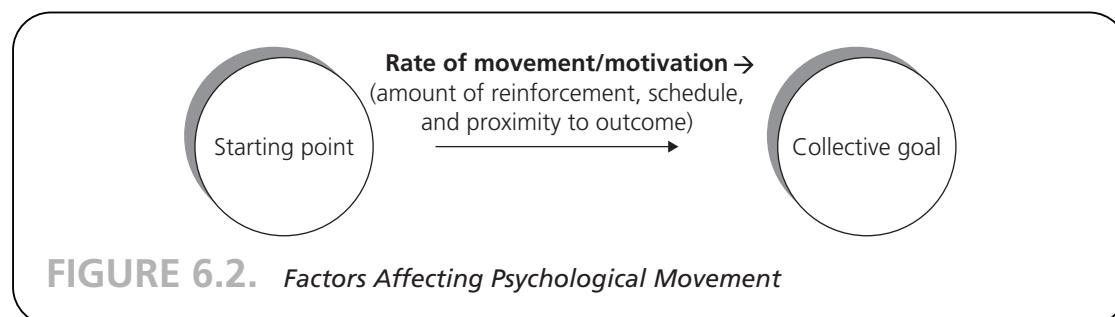 Rate of movement/motivation →
(amount of reinforcement, schedule,
and proximity to outcome)
Starting point
Collective goal
FIGURE 6.2. Factors Affecting Psychological Movement